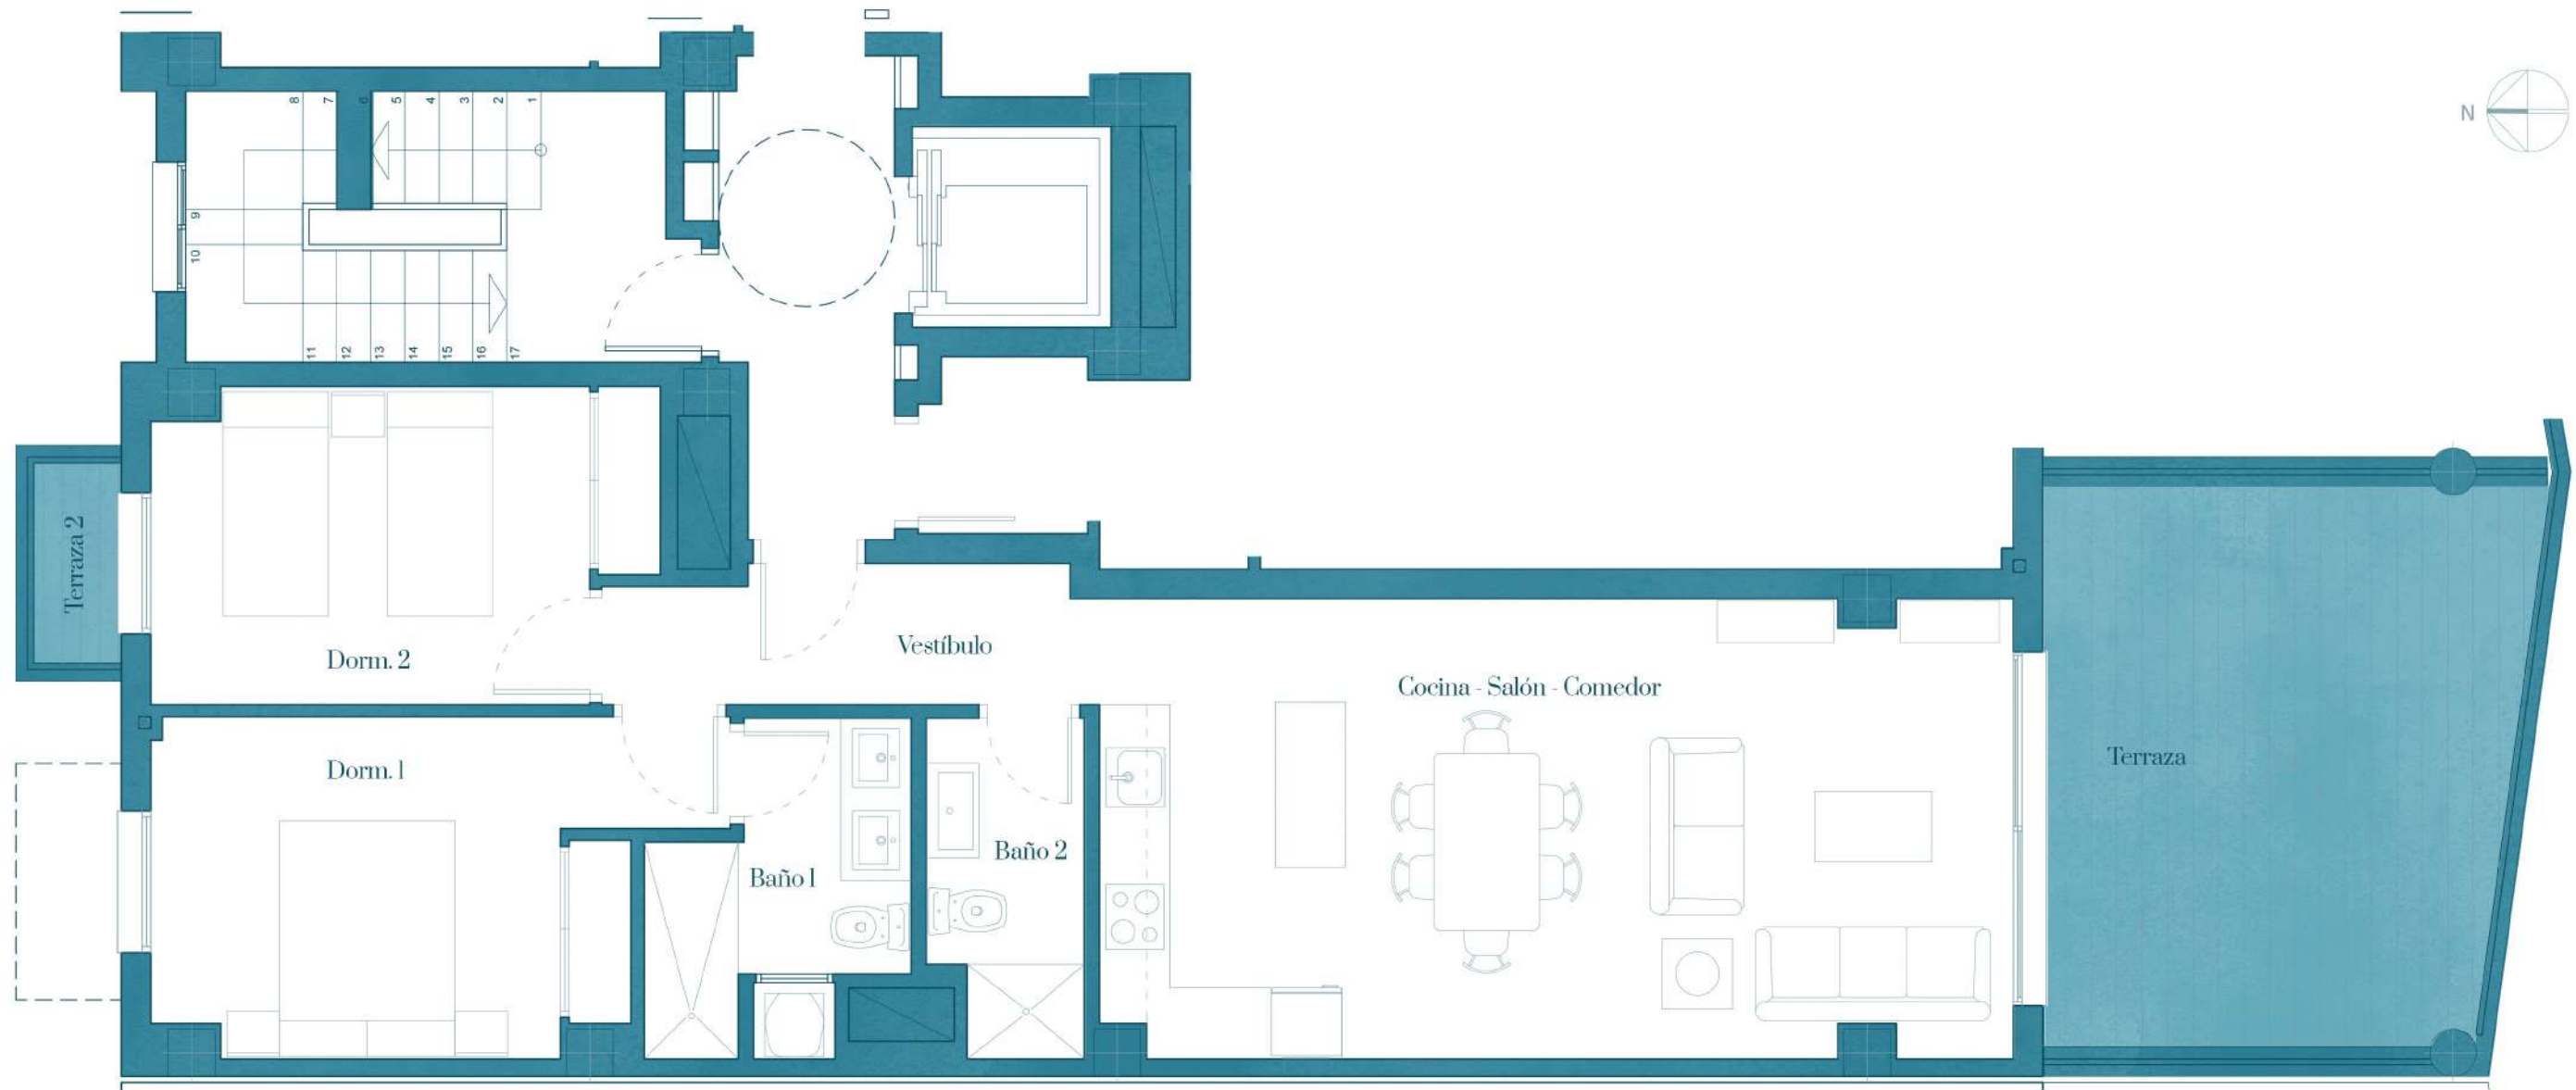 8 7 6 5 4 3 2 1
N
9
10
11 12 13 14 15 16 17
Terraza 2
Dorm. 2
Vestíbulo
Cocina - Salón - Comedor
Terraza
Dorm. 1
Baño 1
Baño 2